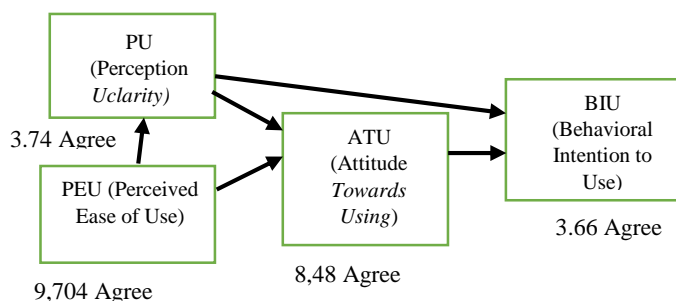 PU
(Perception
Uclarity)
3.74 Agree
PEU (Perceived
Ease of Use)
9,704 Agree
ATU
(Attitude
Towards
Using)
8,48 Agree
BIU
(Behavioral
Intention to
Use)
3.66 Agree